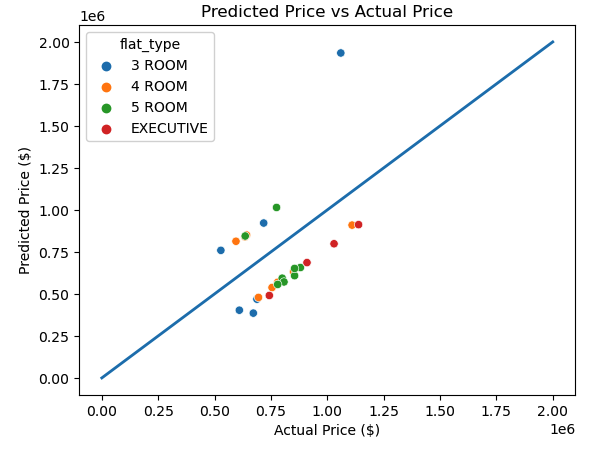 Predicted Price vs Actual Price
1e6
flat_type
3 ROOM
4 ROOM
5 ROOM
EXECUTIVE
2.00
1.75
1.50
1.25
1.00
0.75
0.50
0.25
0.00
Predicted Price ($)
0.00 0.25 0.50 0.75 1.00 1.25 1.50 1.75 2.00
1e6
Actual Price ($)